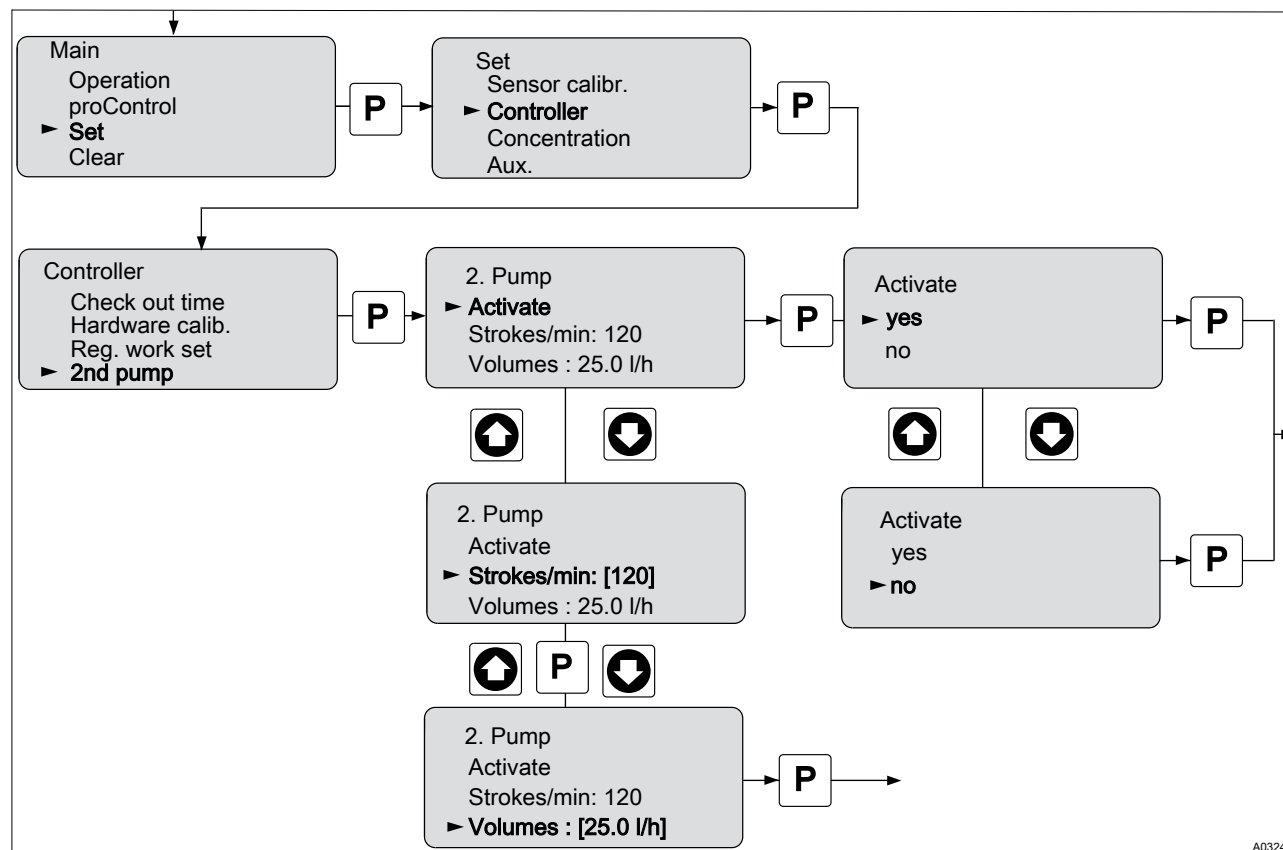 Main
Operation
proControl
► Set
Clear
P
Set
Sensor calibr.
► Controller
Concentration
Aux.
P
Controller
Check out time
Hardware calib.
Reg. work set
► 2nd pump
P
2. Pump
► Activate
Strokes/min: 120
Volumes : 25.0 l/h
P
Activate
► yes
no
P
2. Pump
Activate
► Strokes/min: [120]
Volumes : 25.0 l/h
Activate
yes
► no
P
P
2. Pump
Activate
Strokes/min: 120
► Volumes : [25.0 l/h]
P
A0324